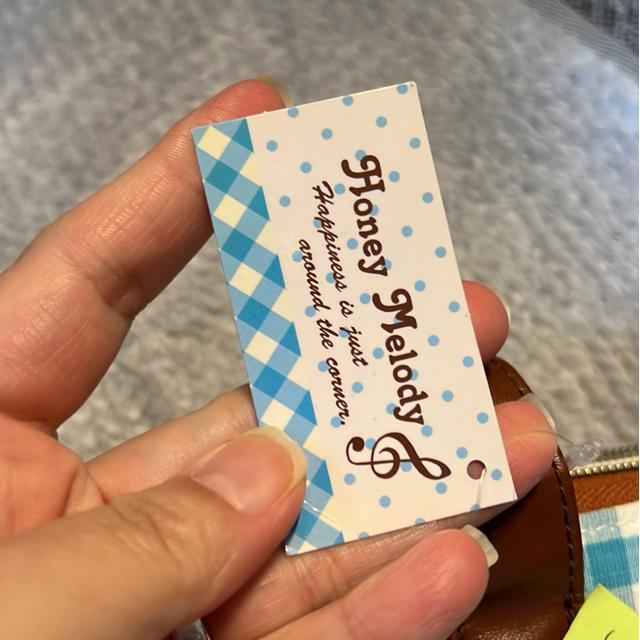 Honey Melody
Happiness is just
around the corner.